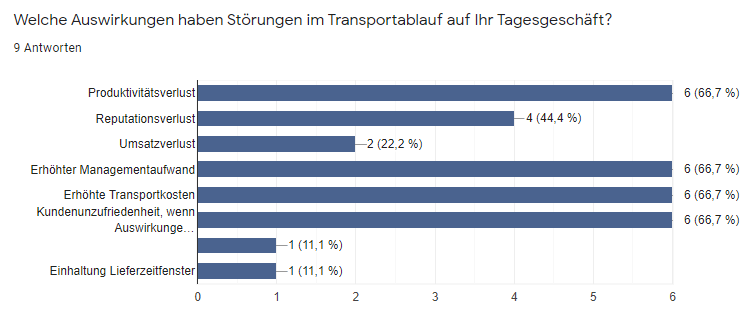 Welche Auswirkungen haben Störungen im Transportablauf auf Ihr Tagesgeschäft?
9 Antworten
Produktivitätsverlust 6 (66,7 %)
Reputationsverlust 4 (44,4 %)
Umsatzverlust 2 (22,2 %)
Erhöhter Managementaufwand 6 (66,7 %)
Erhöhte Transportkosten 6 (66,7 %)
Kundenunzufriedenheit, wenn
Auswirkunge… 6 (66,7 %)
1 (11,1 %)
Einhaltung Lieferzeitfenster 1 (11,1 %)
0 1 2 3 4 5 6